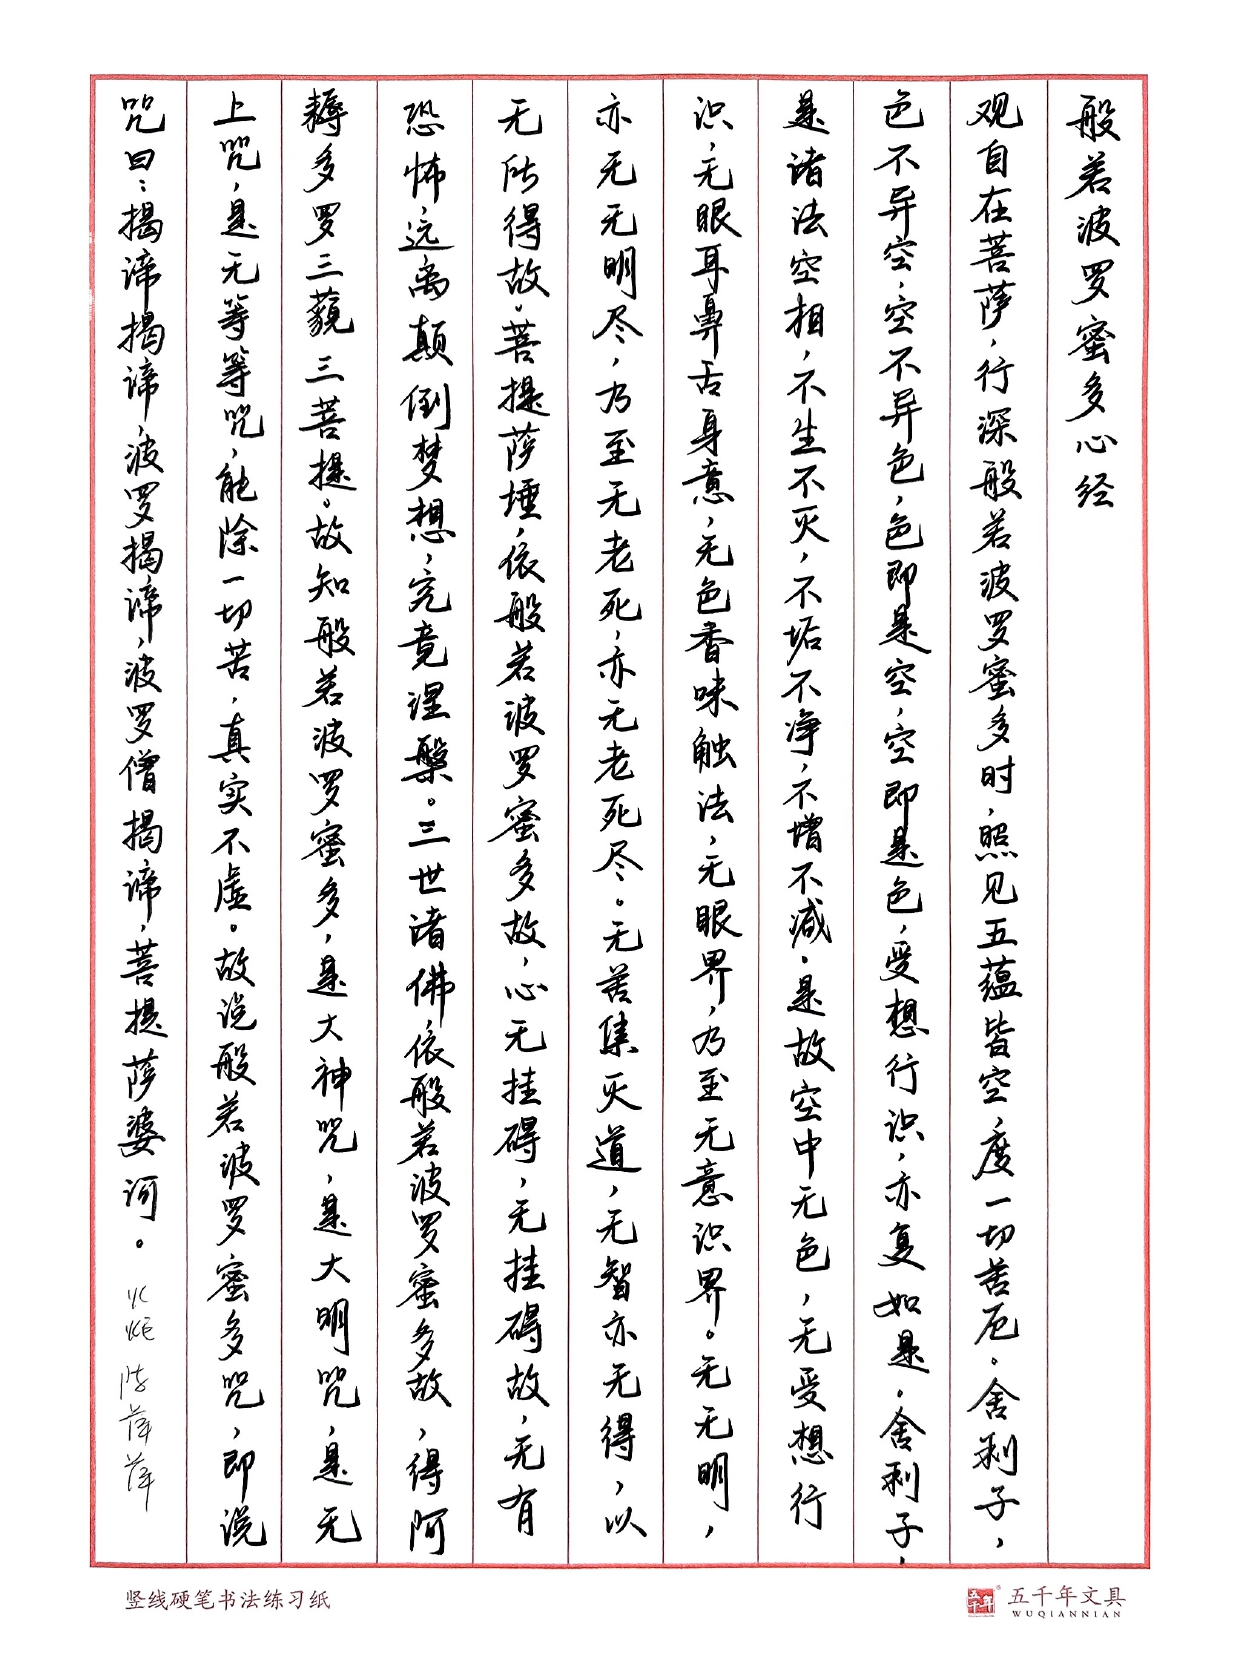 般若波罗蜜多心经
观自在菩萨,行深般若波罗蜜多时,照见五蕴皆空,度一切苦厄。舍利子,
色不异空,空不异色,色即是空,空即是色,受想行识,亦复如是。舍利子,
是诸法空相,不生不灭,不垢不净,不增不减。是故空中无色,无受想行
识,无眼耳鼻舌身意,无色香味触法,无眼界,乃至无意识界。无无明,
亦无无明尽,乃至无老死,亦无老死尽。无苦集灭道,无智亦无得,以
无所得故。菩提萨埵,依般若波罗蜜多故,心无挂碍,无挂碍故,无有
恐怖,远离颠倒梦想,究竟涅槃。三世诸佛,依般若波罗蜜多故,得阿
耨多罗三藐三菩提。故知般若波罗蜜多,是大神咒,是大明咒,是无
上咒,是无等等咒,能除一切苦,真实不虚。故说般若波罗蜜多咒,即说
咒曰:揭谛揭谛,波罗揭谛,波罗僧揭谛,菩提萨婆诃。
陈萍萍
竖线硬笔书法练习纸
五千年
五千年文具
WUQIANNIAN